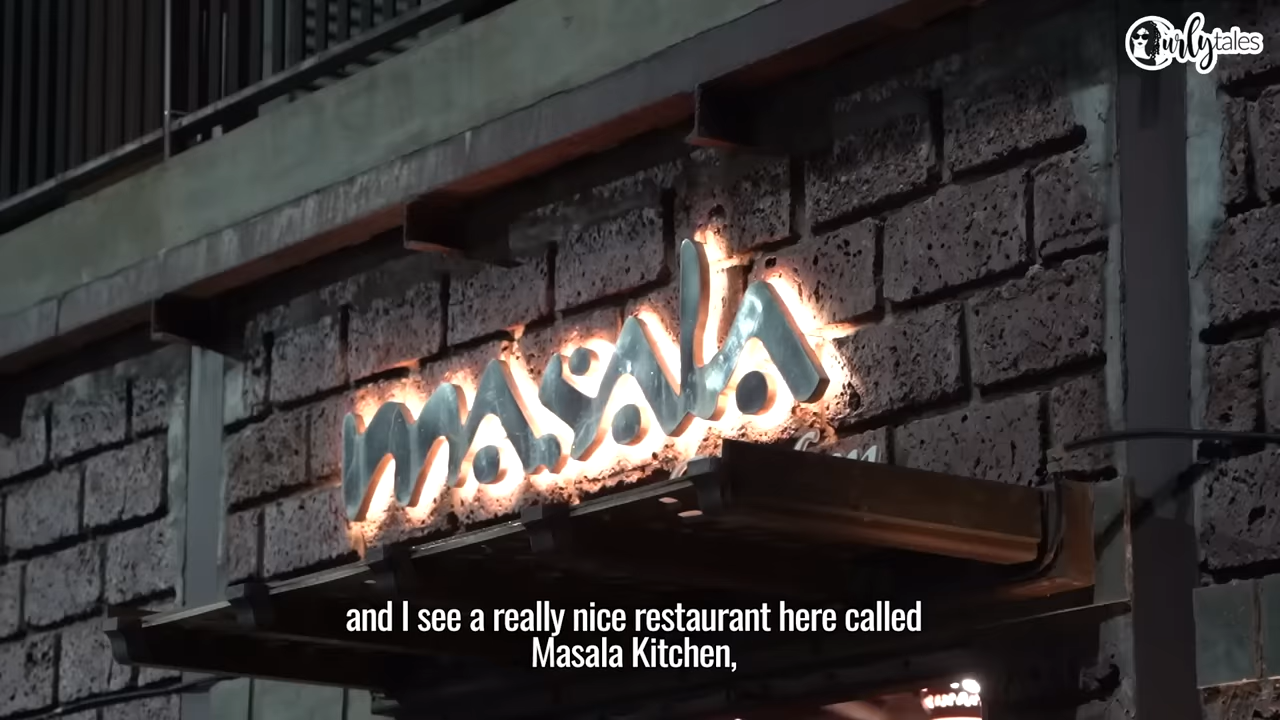 Curlytales
masala
and I see a really nice restaurant here called
Masala Kitchen,